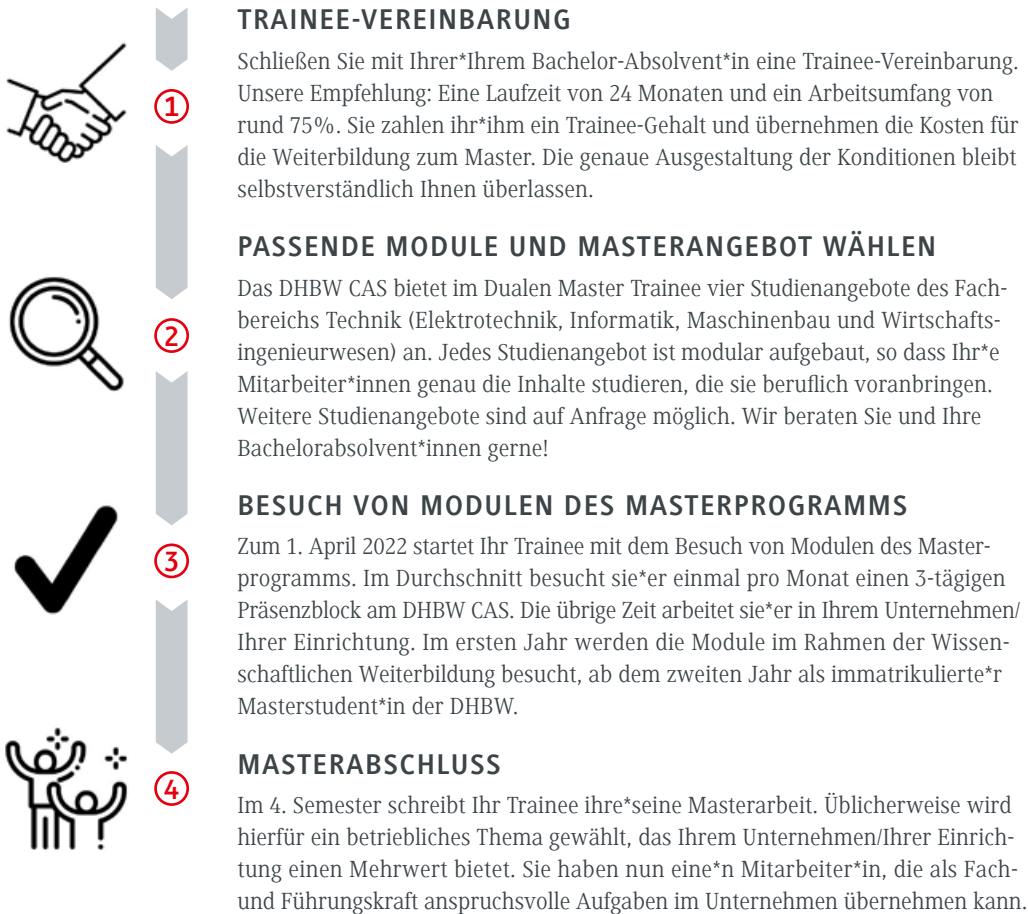 TRAINEE-VEREINBARUNG
Schließen Sie mit Ihrer*Ihrem Bachelor-Absolvent*in eine Trainee-Vereinbarung.
Unsere Empfehlung: Eine Laufzeit von 24 Monaten und ein Arbeitsumfang von
rund 75%. Sie zahlen ihr*ihm ein Trainee-Gehalt und übernehmen die Kosten für
die Weiterbildung zum Master. Die genaue Ausgestaltung der Konditionen bleibt
selbstverständlich Ihnen überlassen.
1
PASSENDE MODULE UND MASTERANGEBOT WÄHLEN
Das DHBW CAS bietet im Dualen Master Trainee vier Studienangebote des Fach-
bereichs Technik (Elektrotechnik, Informatik, Maschinenbau und Wirtschafts-
ingenieurwesen) an. Jedes Studienangebot ist modular aufgebaut, so dass Ihr*e
Mitarbeiter*innen genau die Inhalte studieren, die sie beruflich voranbringen.
Weitere Studienangebote sind auf Anfrage möglich. Wir beraten Sie und Ihre
Bachelorabsolvent*innen gerne!
2
BESUCH VON MODULEN DES MASTERPROGRAMMS
Zum 1. April 2022 startet Ihr Trainee mit dem Besuch von Modulen des Master-
programms. Im Durchschnitt besucht sie*er einmal pro Monat einen 3-tägigen
Präsenzblock am DHBW CAS. Die übrige Zeit arbeitet sie*er in Ihrem Unternehmen/
Ihrer Einrichtung. Im ersten Jahr werden die Module im Rahmen der Wissen-
schaftlichen Weiterbildung besucht, ab dem zweiten Jahr als immatrikulierte*r
Masterstudent*in der DHBW.
3
MASTERABSCHLUSS
Im 4. Semester schreibt Ihr Trainee ihre*seine Masterarbeit. Üblicherweise wird
hierfür ein betriebliches Thema gewählt, das Ihrem Unternehmen/Ihrer Einrich-
tung einen Mehrwert bietet. Sie haben nun eine*n Mitarbeiter*in, die als Fach-
und Führungskraft anspruchsvolle Aufgaben im Unternehmen übernehmen kann.
4